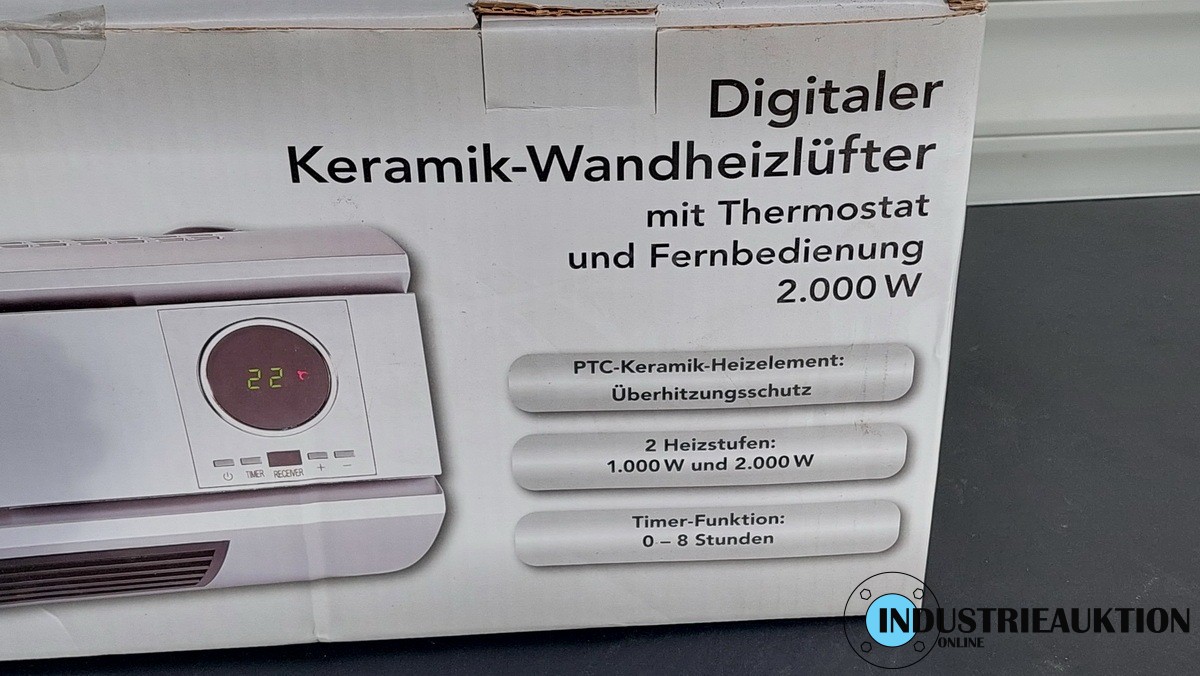 Digitaler
Keramik-Wandheizlüfter
mit Thermostat
und Fernbedienung
2.000 W
22 °C
TIMER RECEIVER + −
PTC-Keramik-Heizelement:
Überhitzungsschutz
2 Heizstufen:
1.000 W und 2.000 W
Timer-Funktion:
0 – 8 Stunden
INDUSTRIEAUKTION
ONLINE